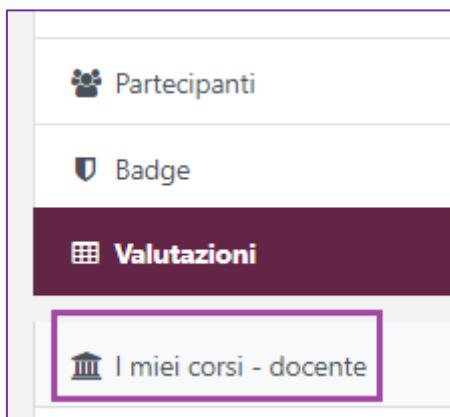 Partecipanti
Badge
Valutazioni
I miei corsi - docente